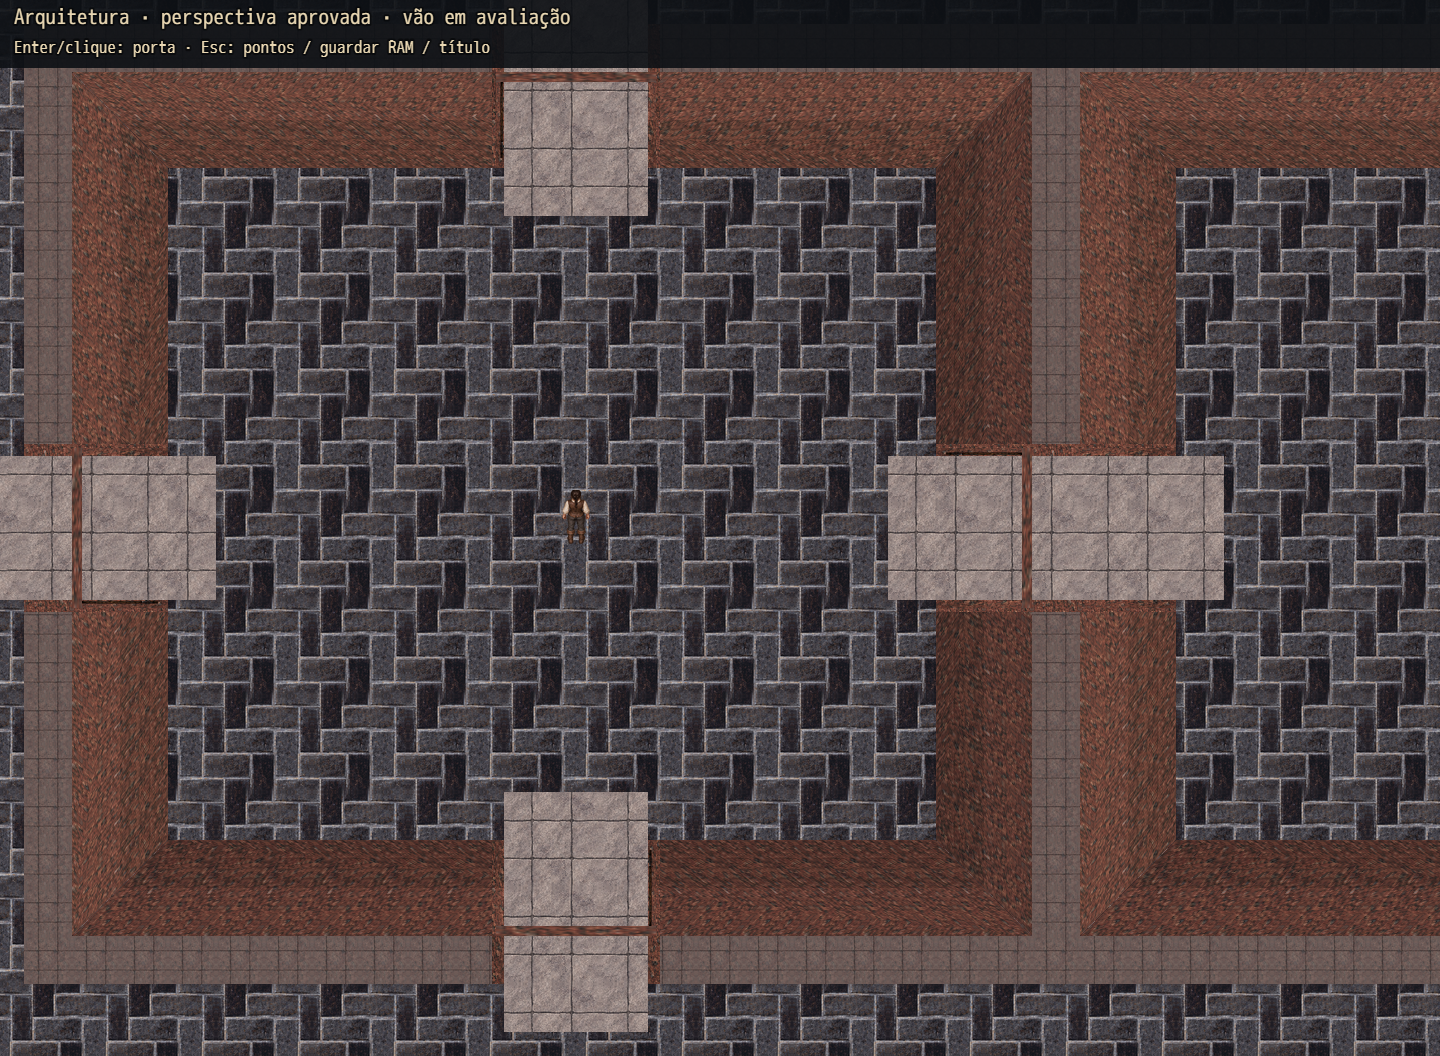 Arquitetura · perspectiva aprovada · vão em avaliação
Enter/clique: porta · Esc: pontos / guardar RAM / título